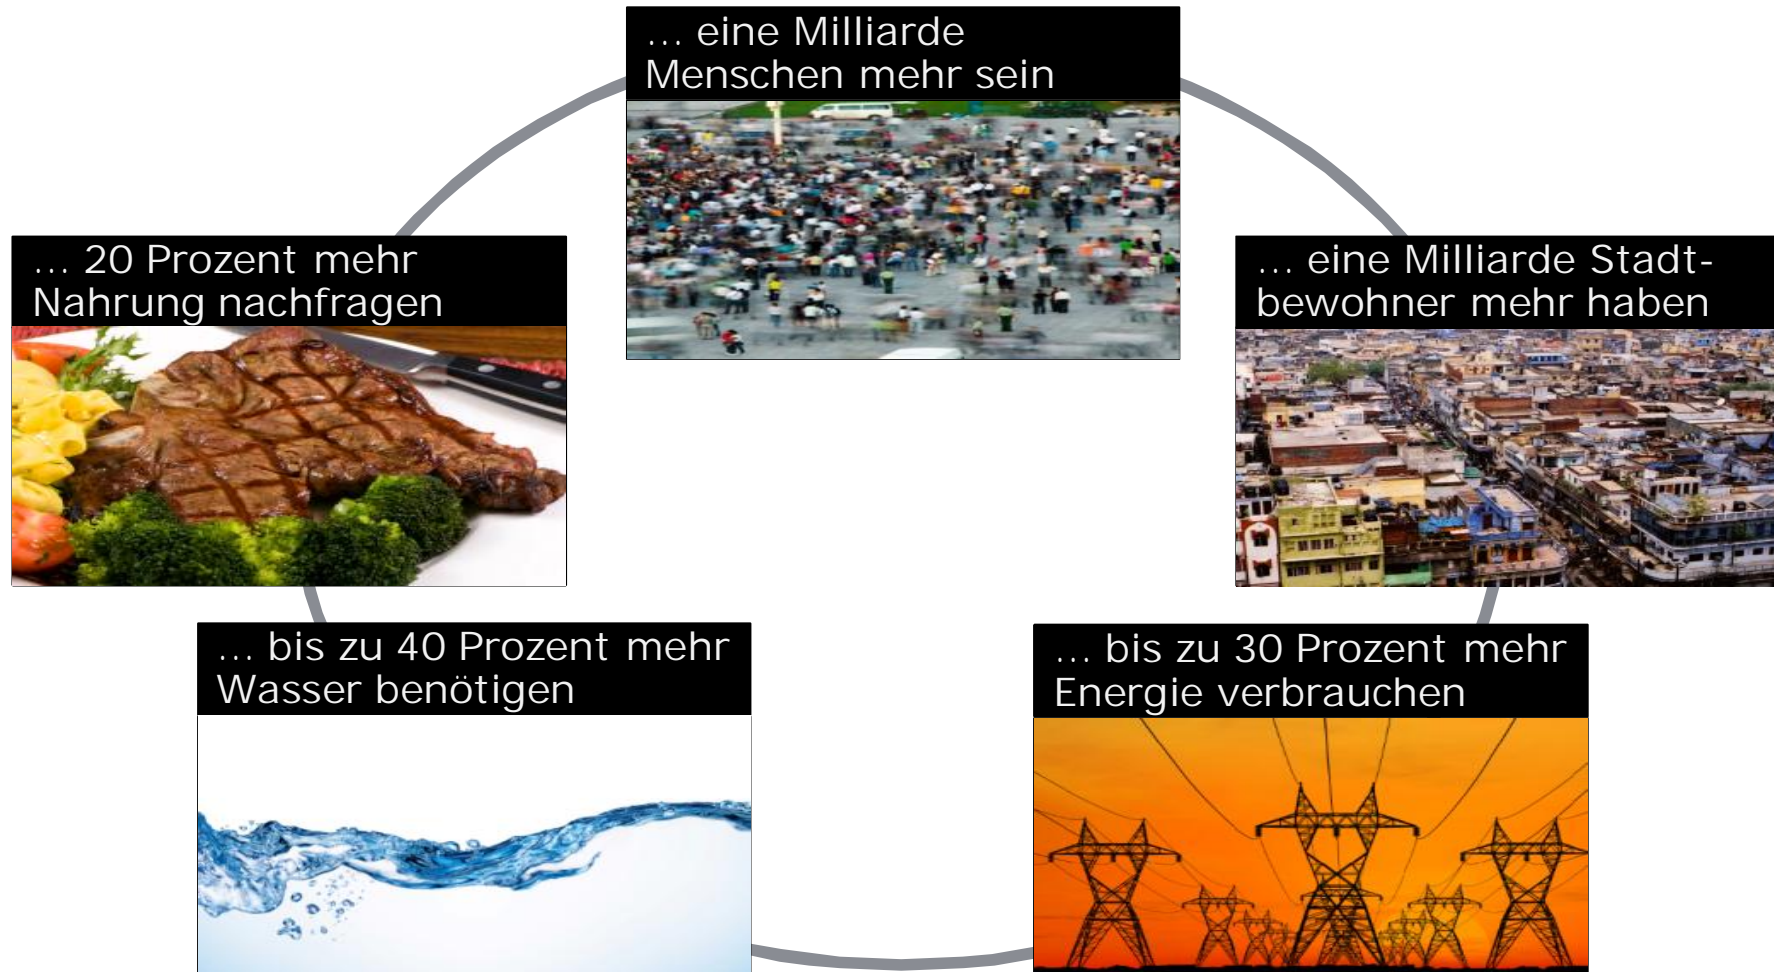 ... eine Milliarde
Menschen mehr sein
... 20 Prozent mehr
Nahrung nachfragen
... eine Milliarde Stadt-
bewohner mehr haben
... bis zu 40 Prozent mehr
Wasser benötigen
... bis zu 30 Prozent mehr
Energie verbrauchen